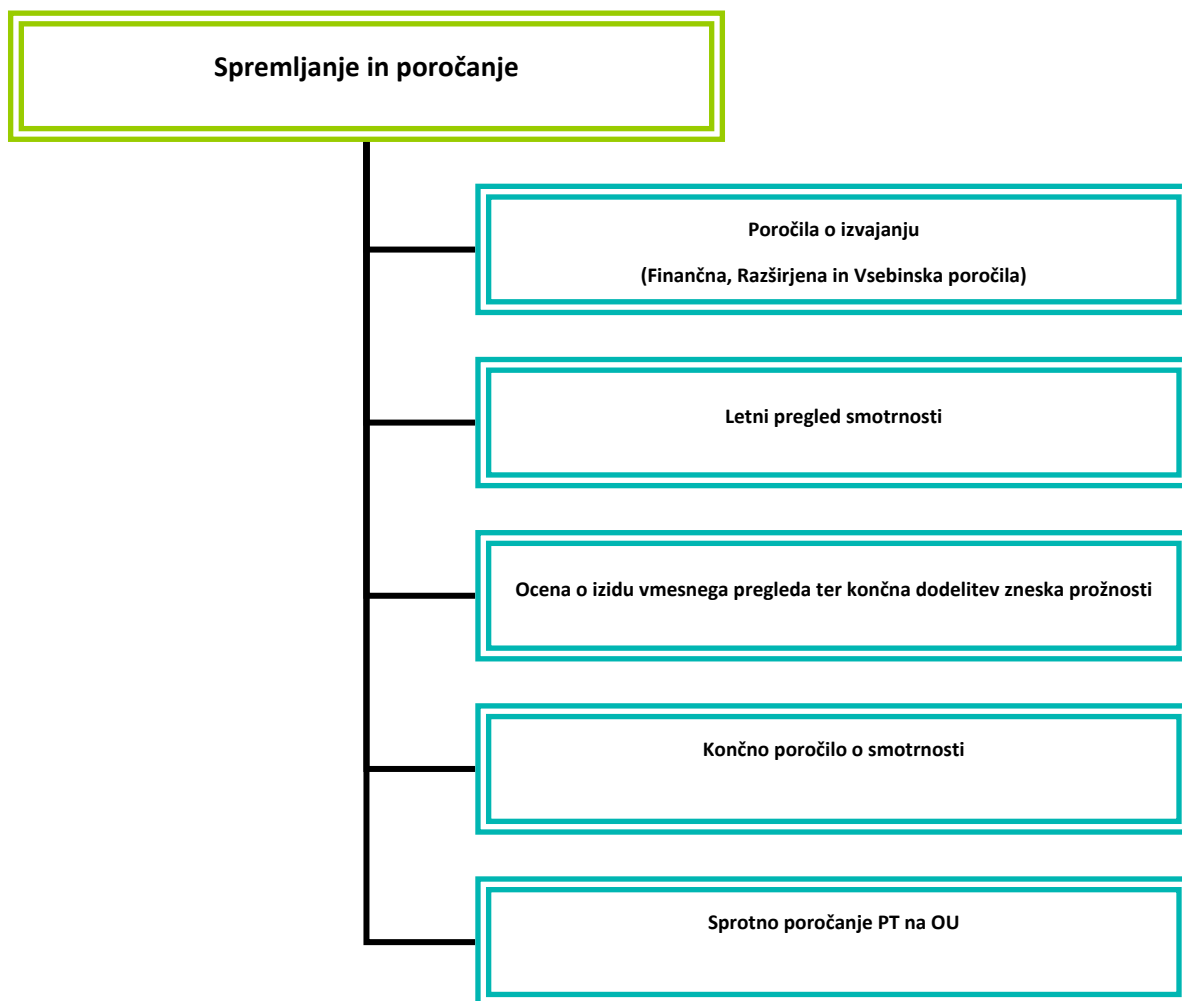 Spremljanje in poročanje
Poročila o izvajanju
(Finančna, Razširjena in Vsebinska poročila)
Letni pregled smotrnosti
Ocena o izidu vmesnega pregleda ter končna dodelitev zneska prožnosti
Končno poročilo o smotrnosti
Sprotno poročanje PT na OU